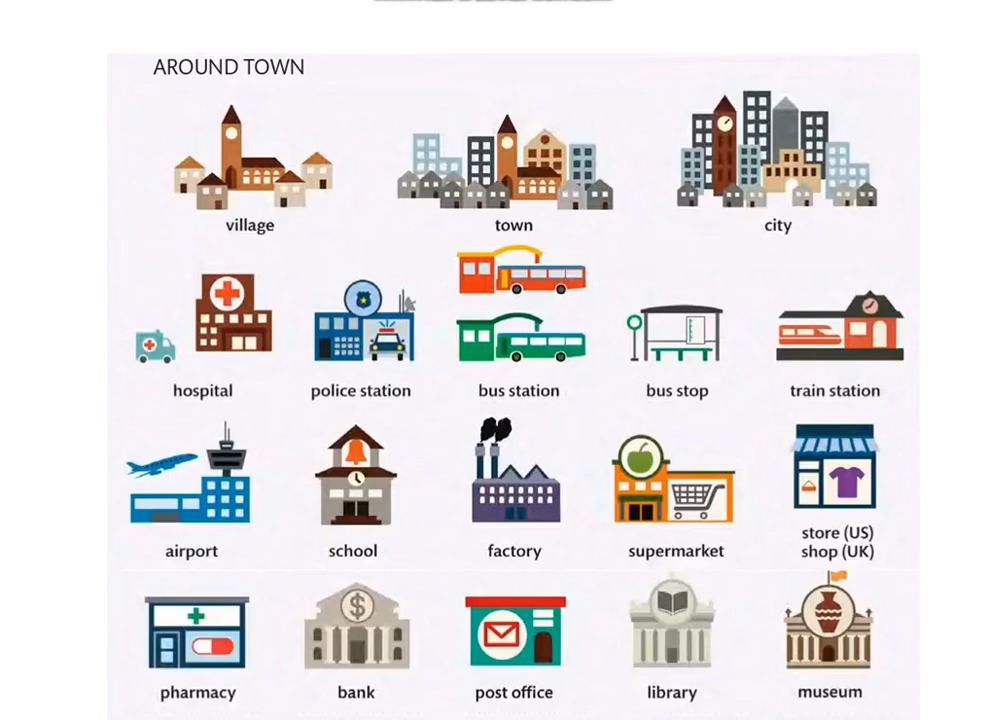 AROUND TOWN
village
town
city
hospital
police station
bus station
bus stop
train station
airport
school
factory
supermarket
store (US)
shop (UK)
pharmacy
bank
$
post office
library
museum